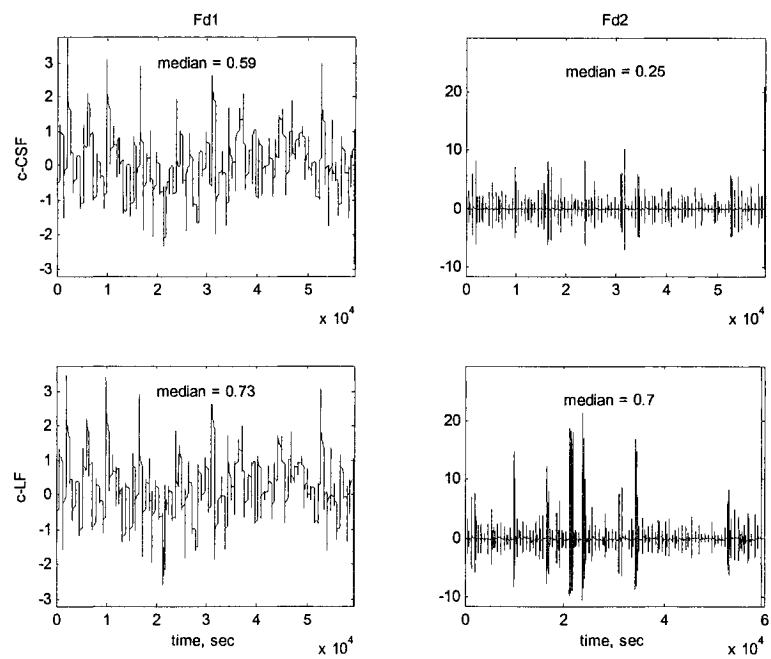 Fd1
Fd2
median = 0.59
median = 0.25
c-CSF
3
2
1
0
-1
-2
-3
20
10
0
-10
0 1 2 3 4 5
x 10^4
0 1 2 3 4 5 6
x 10^4
median = 0.73
median = 0.7
c-LF
3
2
1
0
-1
-2
-3
20
10
0
-10
0 1 2 3 4 5
time, sec
x 10^4
0 1 2 3 4 5 6
time, sec
x 10^4